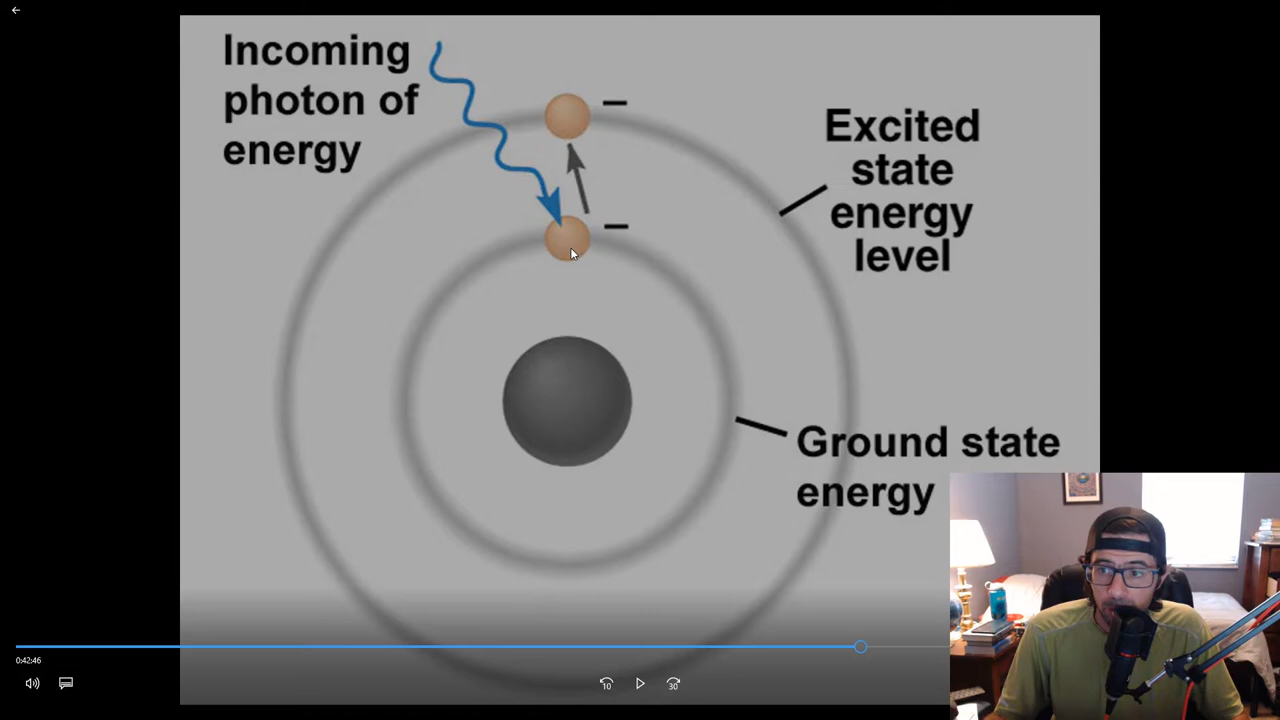 Incoming
photon of
energy
Excited
state
energy
level
Ground state
energy
0:42:46
10
30